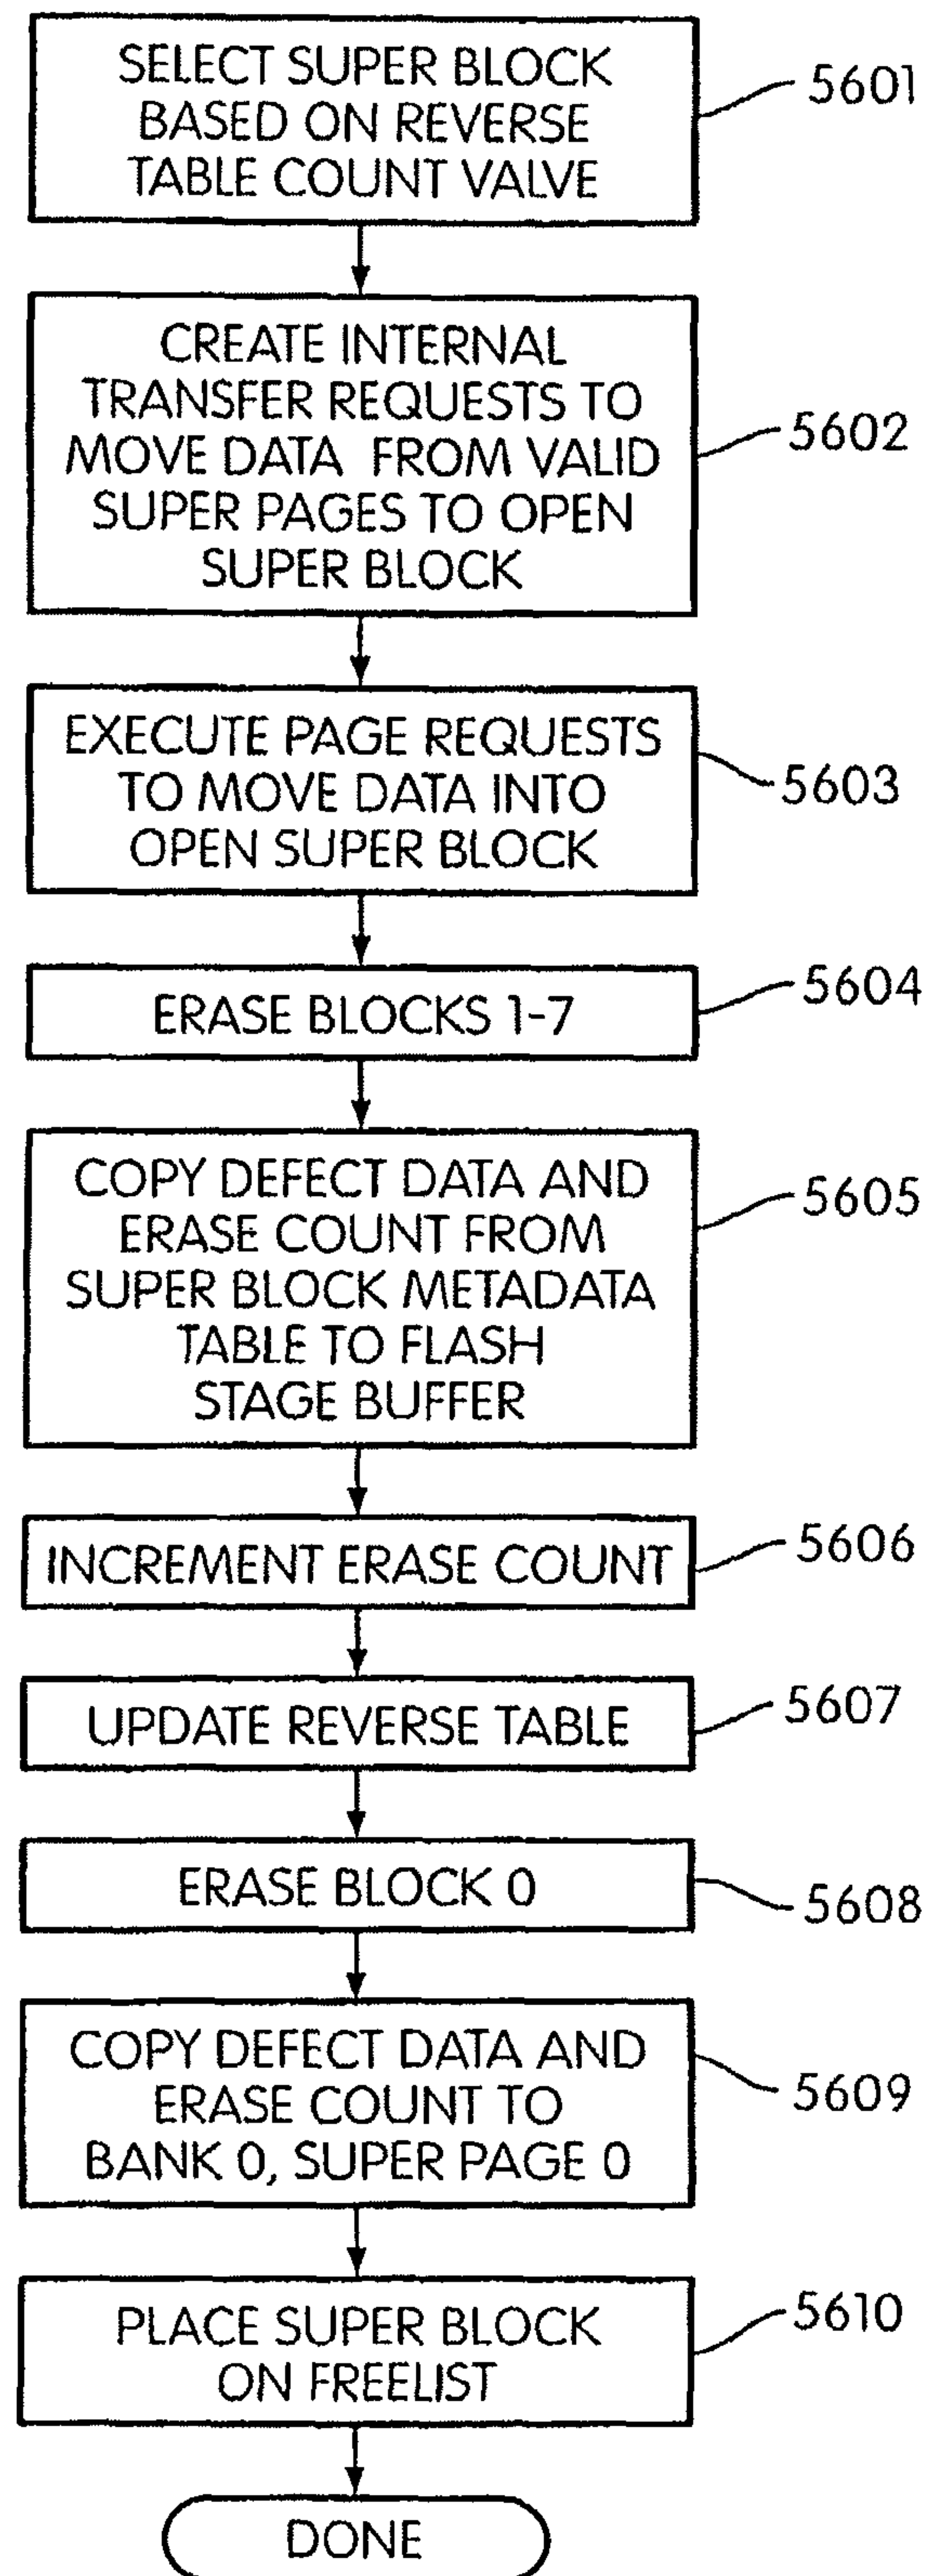 SELECT SUPER BLOCK
BASED ON REVERSE
TABLE COUNT VALVE
5601
CREATE INTERNAL
TRANSFER REQUESTS TO
MOVE DATA FROM VALID
SUPER PAGES TO OPEN
SUPER BLOCK
5602
EXECUTE PAGE REQUESTS
TO MOVE DATA INTO
OPEN SUPER BLOCK
5603
ERASE BLOCKS 1-7
5604
COPY DEFECT DATA AND
ERASE COUNT FROM
SUPER BLOCK METADATA
TABLE TO FLASH
STAGE BUFFER
5605
INCREMENT ERASE COUNT
5606
UPDATE REVERSE TABLE
5607
ERASE BLOCK 0
5608
COPY DEFECT DATA AND
ERASE COUNT TO
BANK 0, SUPER PAGE 0
5609
PLACE SUPER BLOCK
ON FREELIST
5610
DONE